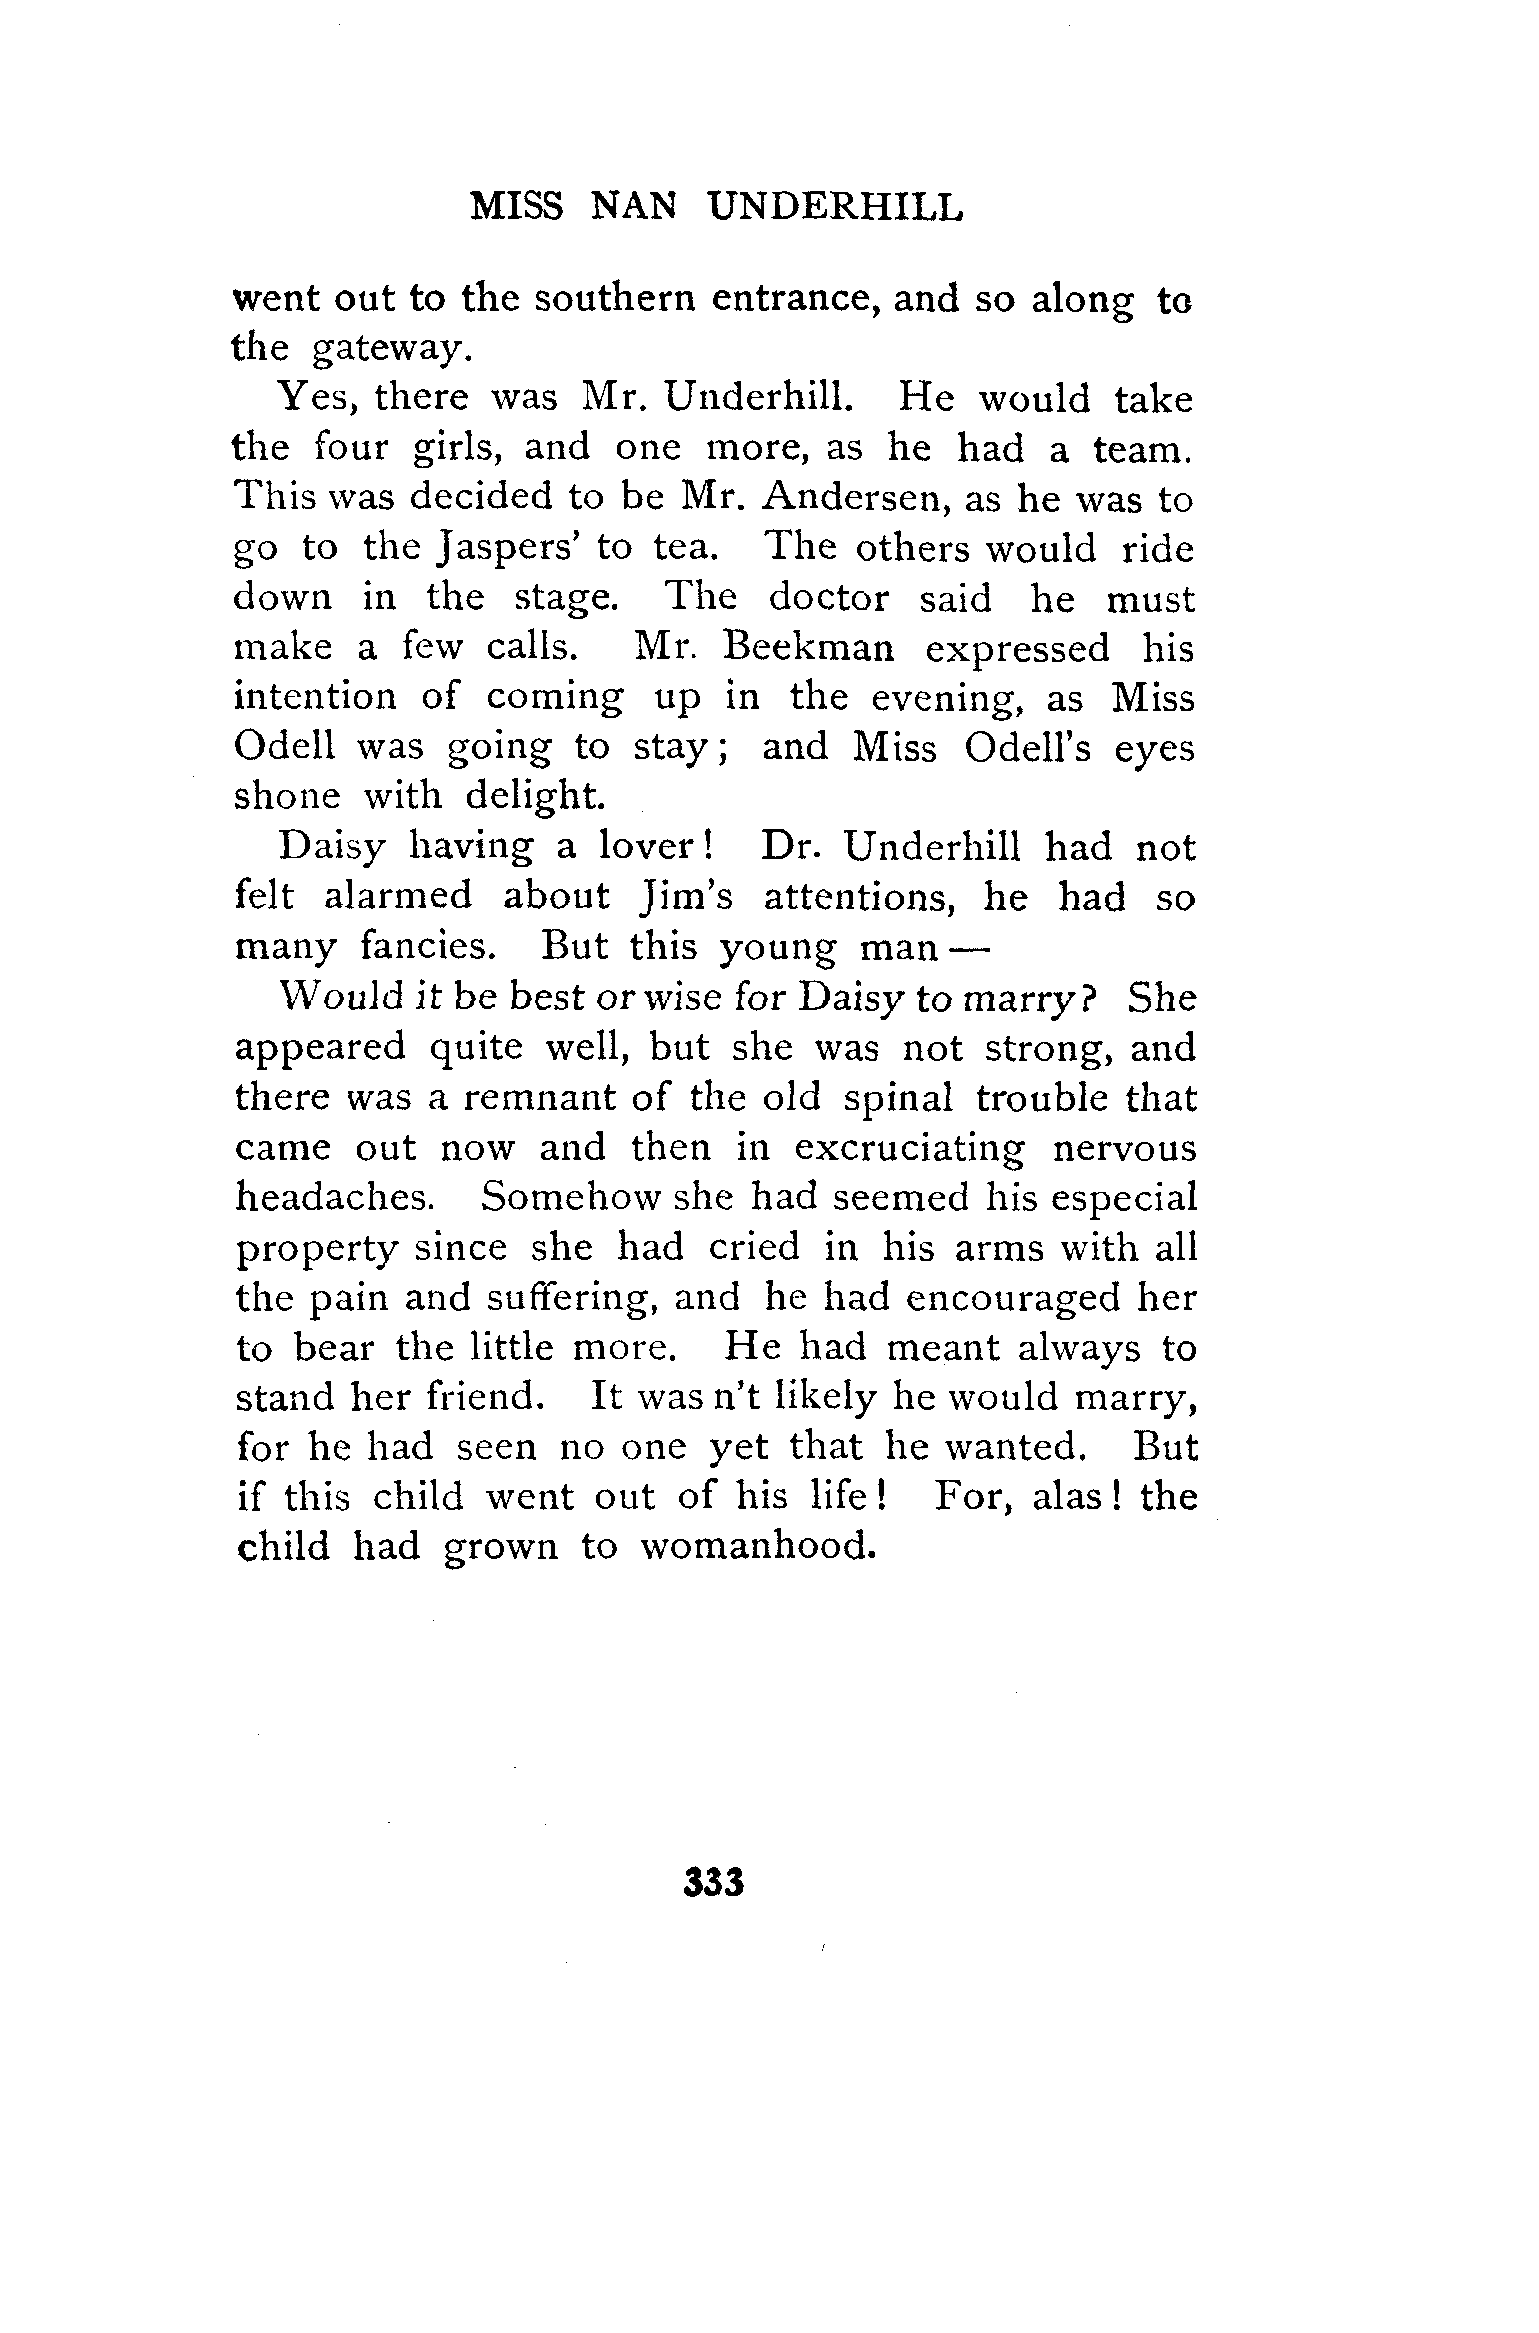 MISS NAN UNDERHILL
went out to the southern entrance, and so along to
the gateway.
Yes, there was Mr. Underhill. He would take
the four girls, and one more, as he had a team.
This was decided to be Mr. Andersen, as he was to
go to the Jaspers' to tea. The others would ride
down in the stage. The doctor said he must
make a few calls. Mr. Beekman expressed his
intention of coming up in the evening, as Miss
Odell was going to stay; and Miss Odell's eyes
shone with delight.
Daisy having a lover! Dr. Underhill had not
felt alarmed about Jim's attentions, he had so
many fancies. But this young man —
Would it be best or wise for Daisy to marry? She
appeared quite well, but she was not strong, and
there was a remnant of the old spinal trouble that
came out now and then in excruciating nervous
headaches. Somehow she had seemed his especial
property since she had cried in his arms with all
the pain and suffering, and he had encouraged her
to bear the little more. He had meant always to
stand her friend. It was n't likely he would marry,
for he had seen no one yet that he wanted. But
if this child went out of his life! For, alas! the
child had grown to womanhood.
333